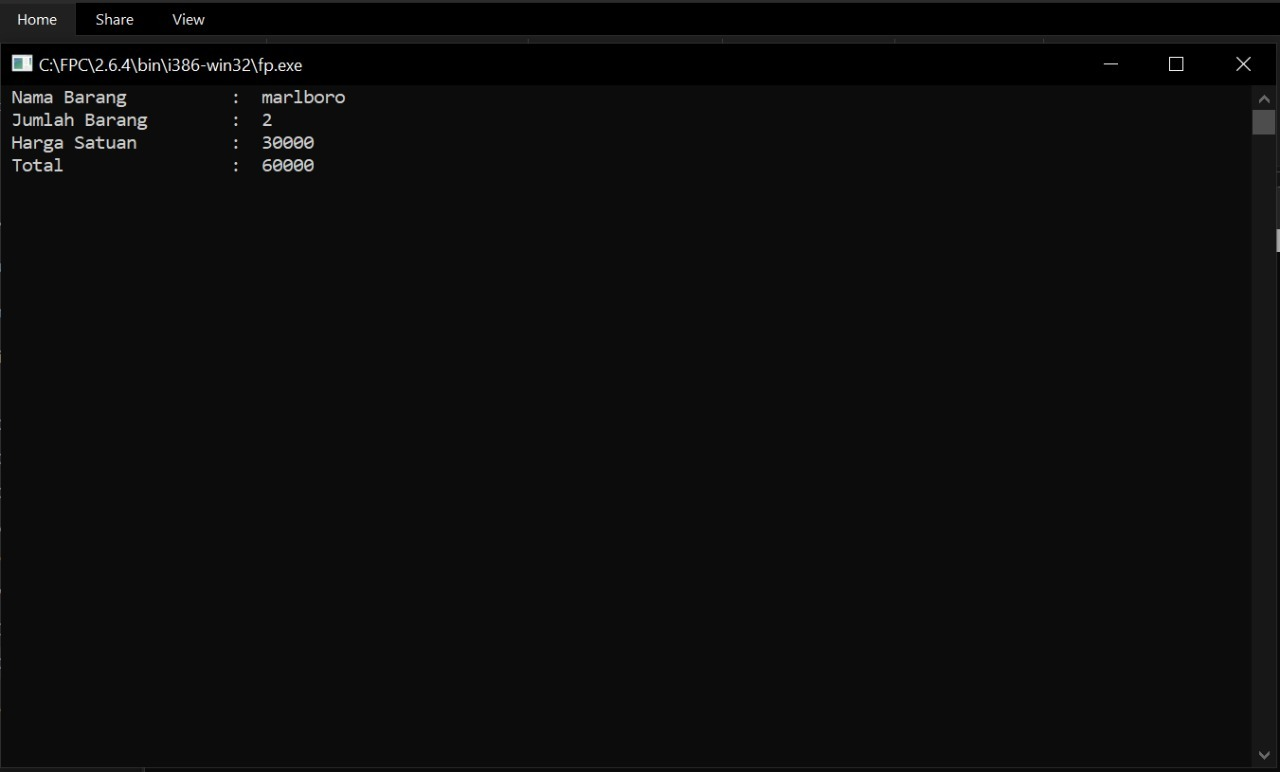 Home Share View
C:\FPC\2.6.4\bin\i386-win32\fp.exe
Nama Barang : marlboro
Jumlah Barang : 2
Harga Satuan : 30000
Total : 60000